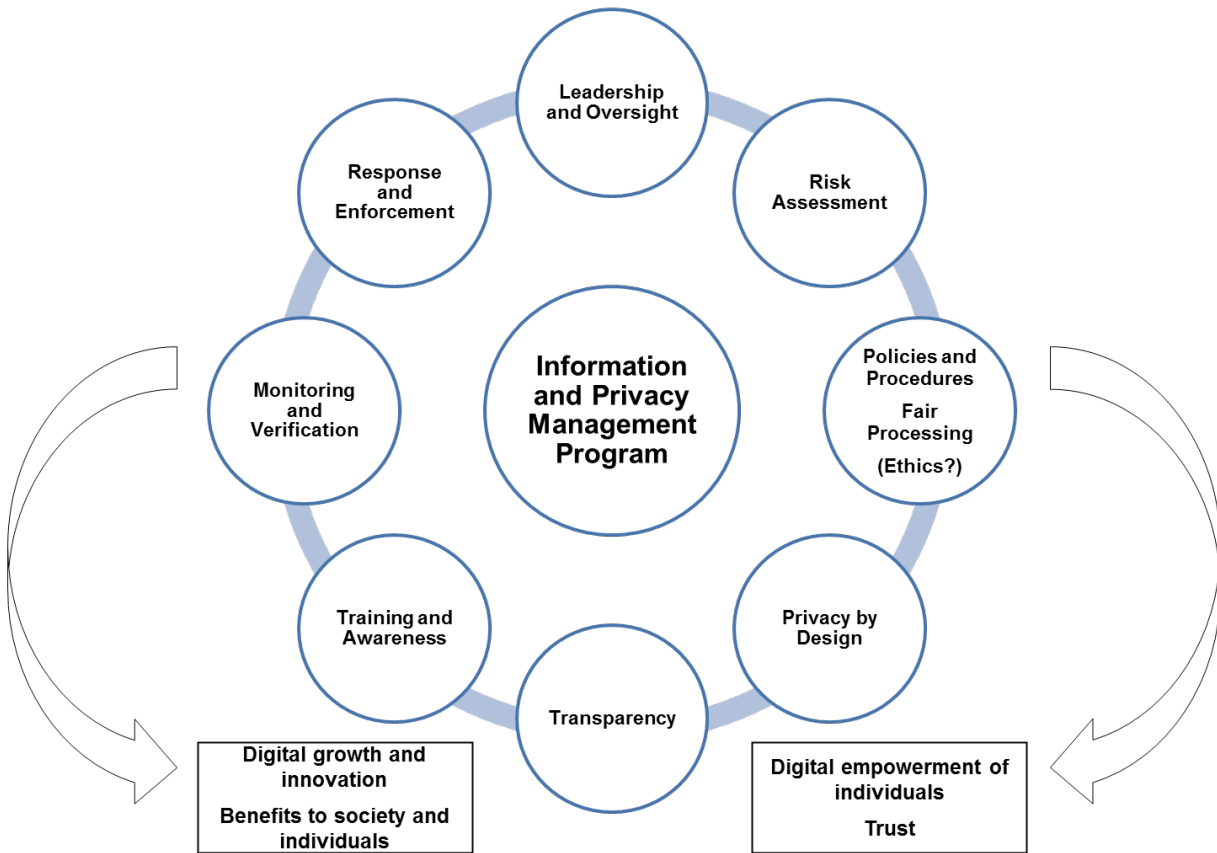 Leadership
and Oversight
Risk
Assessment
Policies and
Procedures
Fair
Processing
(Ethics?)
Privacy by
Design
Transparency
Training and
Awareness
Monitoring
and
Verification
Response
and
Enforcement
Information
and Privacy
Management
Program
Digital growth and
innovation
Benefits to society and
individuals
Digital empowerment of
individuals
Trust